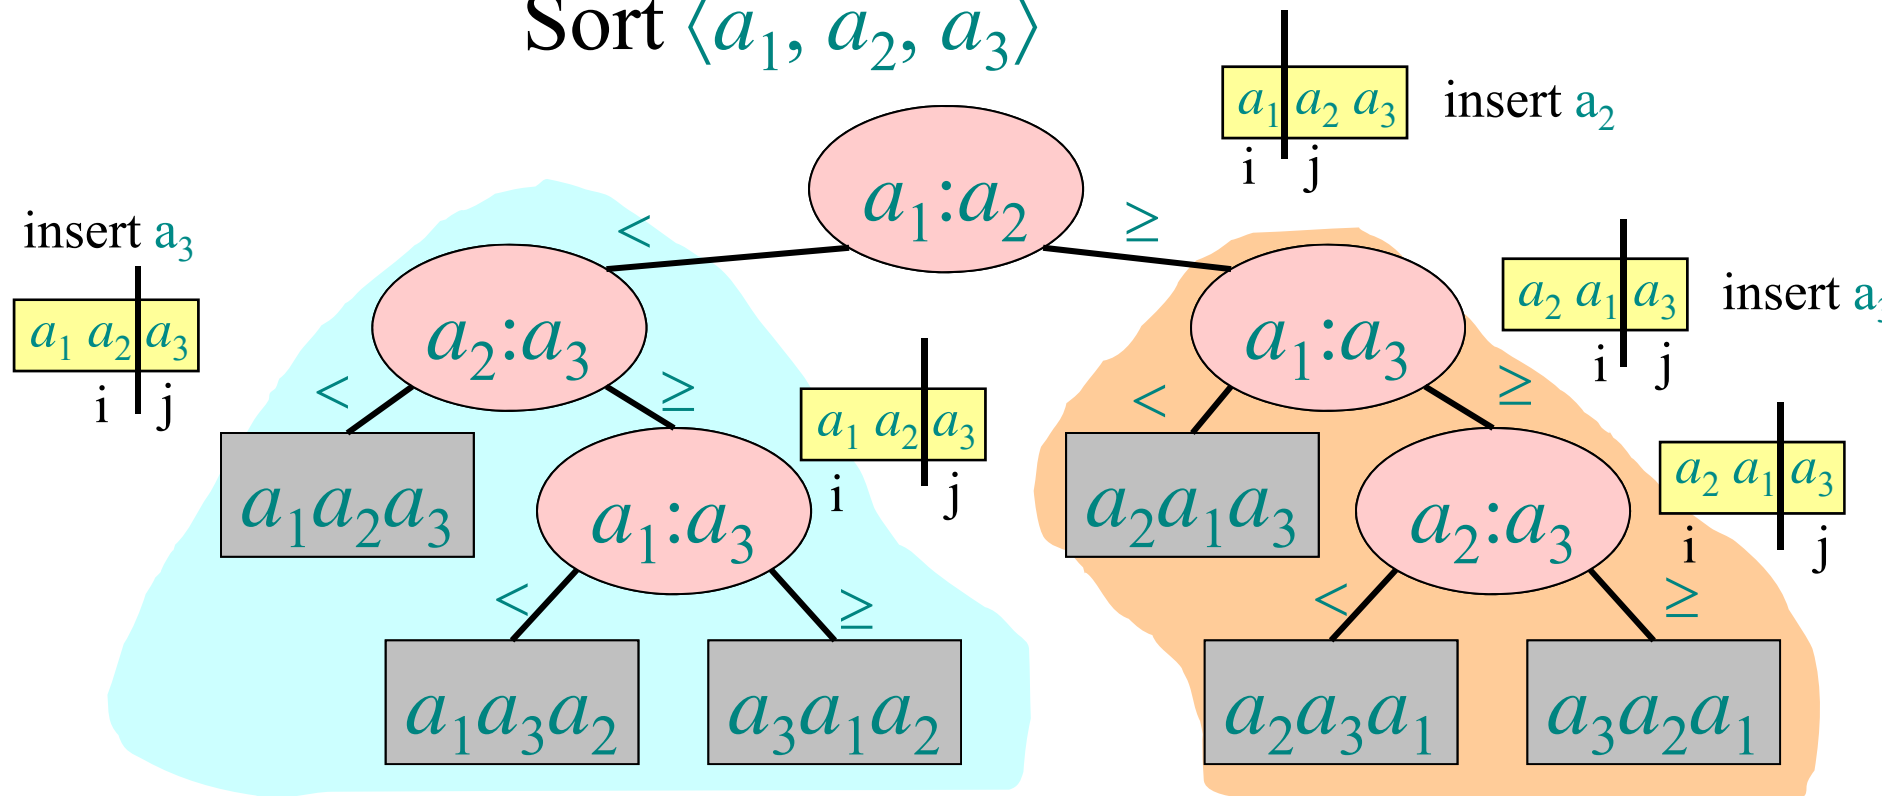 Sort ⟨a₁, a₂, a₃⟩
a₁ a₂ a₃ insert a₂
i j
a₁:a₂
< ≥
insert a₃
a₁ a₂ a₃
i j
a₂:a₃
< ≥
a₁ a₂ a₃
i j
a₁:a₃
< ≥
a₂ a₁ a₃ insert a₃
i j
a₂ a₁ a₃
i j
a₁a₂a₃
a₁:a₃
< ≥
a₂a₁a₃
a₂:a₃
< ≥
a₁a₃a₂
a₃a₁a₂
a₂a₃a₁
a₃a₂a₁